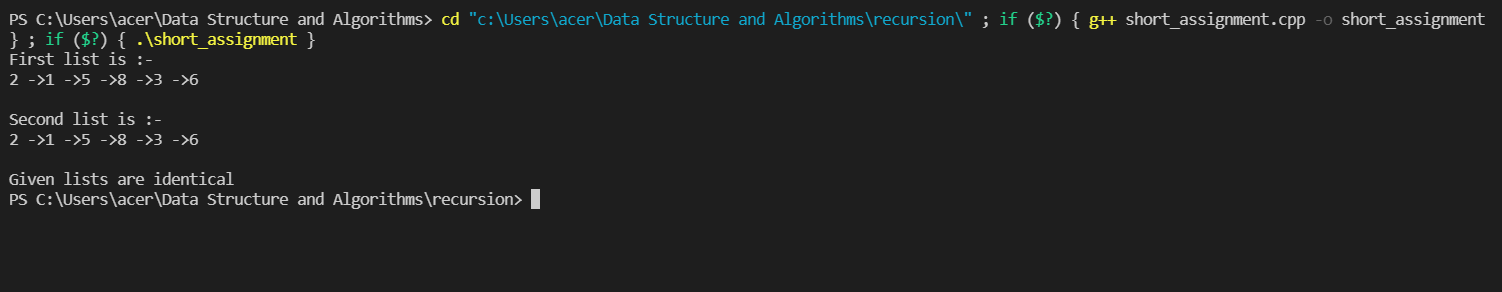 PS C:\Users\acer\Data Structure and Algorithms> cd "c:\Users\acer\Data Structure and Algorithms\recursion\" ; if ($?) { g++ short_assignment.cpp -o short_assignment
} ; if ($?) { .\short_assignment }
First list is :-
2 ->1 ->5 ->8 ->3 ->6
Second list is :-
2 ->1 ->5 ->8 ->3 ->6
Given lists are identical
PS C:\Users\acer\Data Structure and Algorithms\recursion>